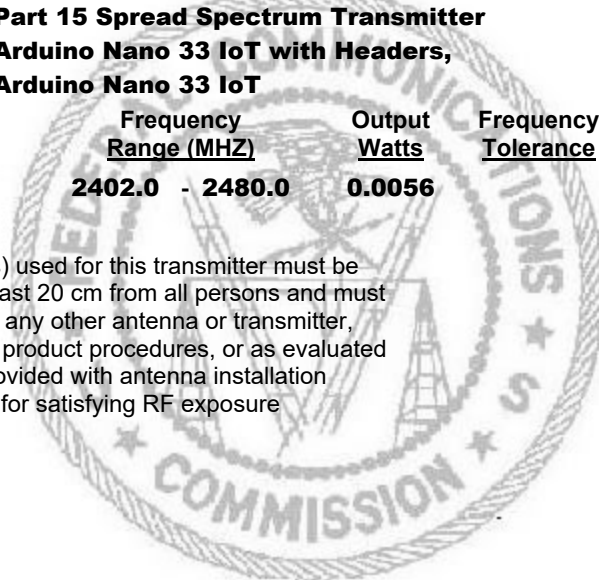 Part 15 Spread Spectrum Transmitter
Arduino Nano 33 IoT with Headers,
Arduino Nano 33 IoT
Frequency Output Frequency
Range (MHZ) Watts Tolerance
2402.0 - 2480.0 0.0056
) used for this transmitter must be
ast 20 cm from all persons and must
any other antenna or transmitter,
product procedures, or as evaluated
ovided with antenna installation
for satisfying RF exposure
FEDERAL COMMUNICATIONS
COMMISSION
U S
-